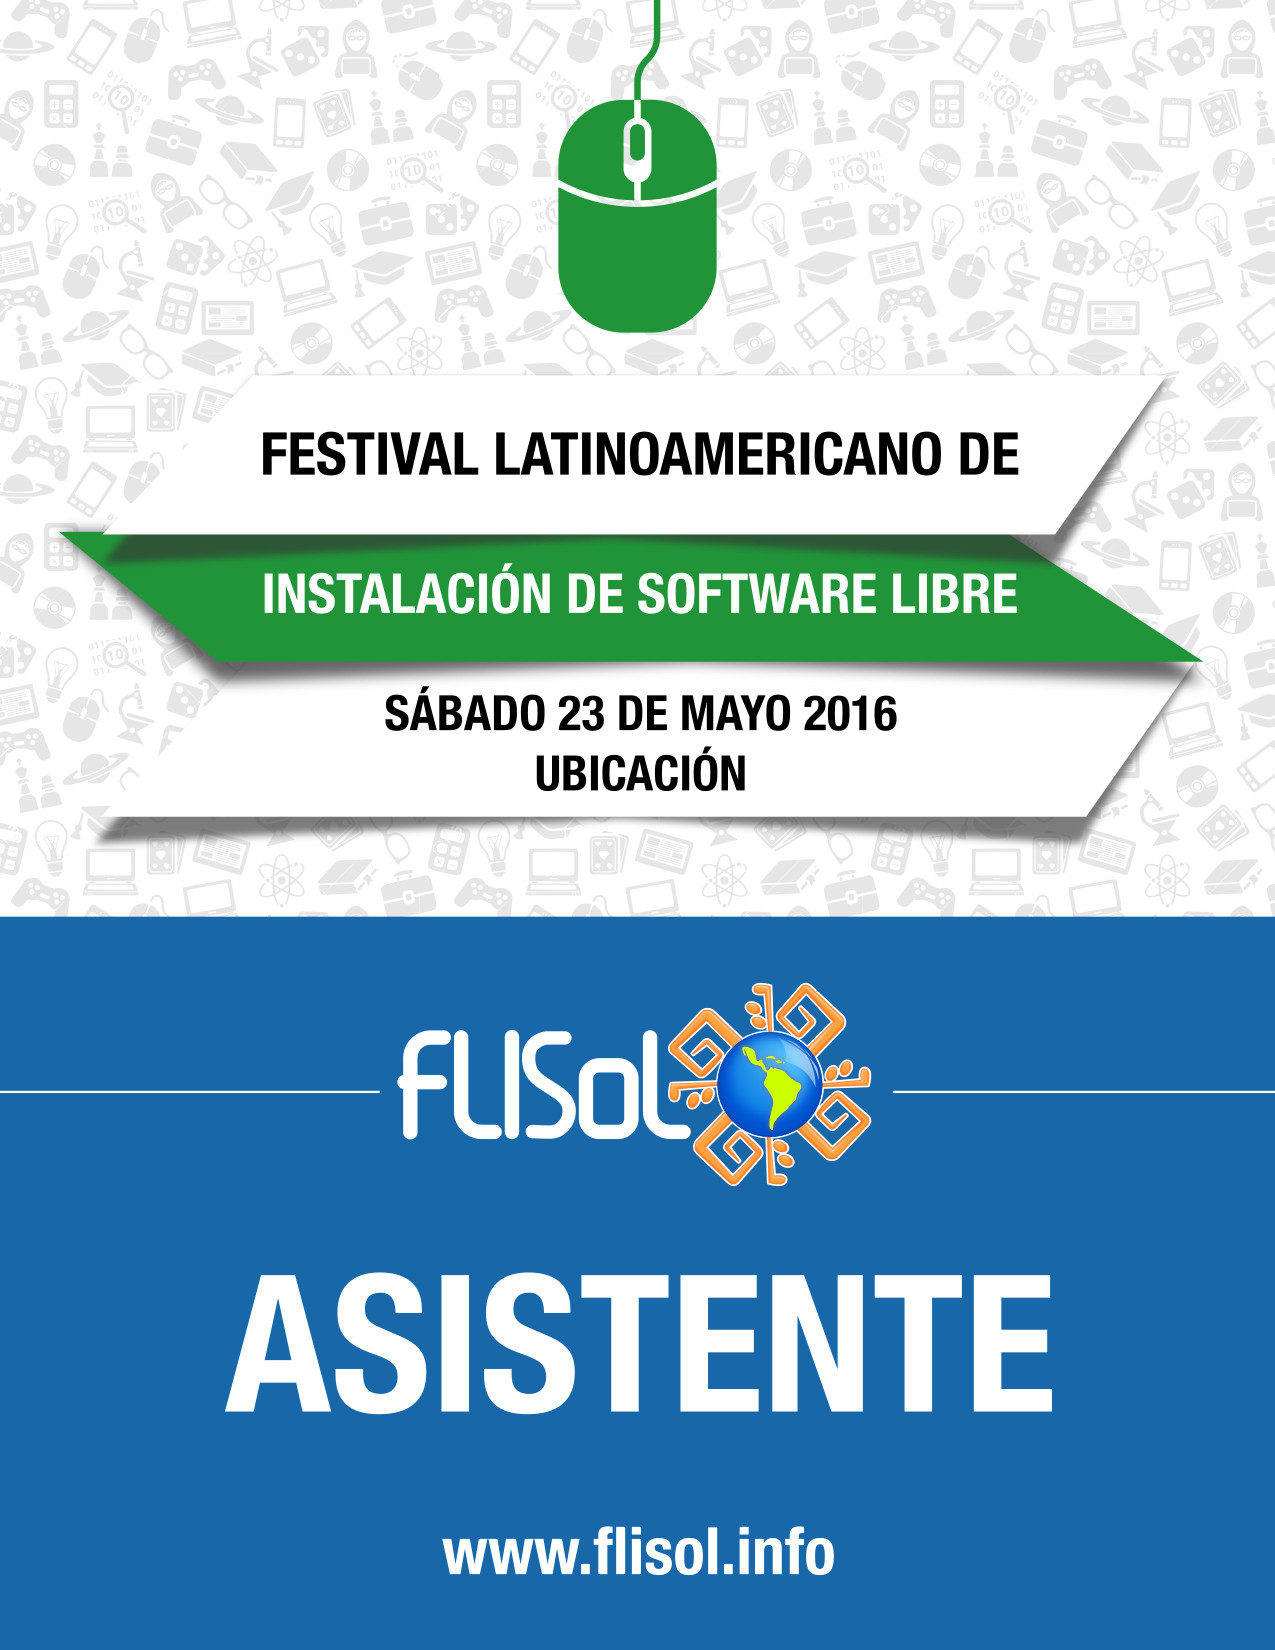 FESTIVAL LATINOAMERICANO DE
INSTALACIÓN DE SOFTWARE LIBRE
SÁBADO 23 DE MAYO 2016
UBICACIÓN
FLISoL
ASISTENTE
www.flisol.info